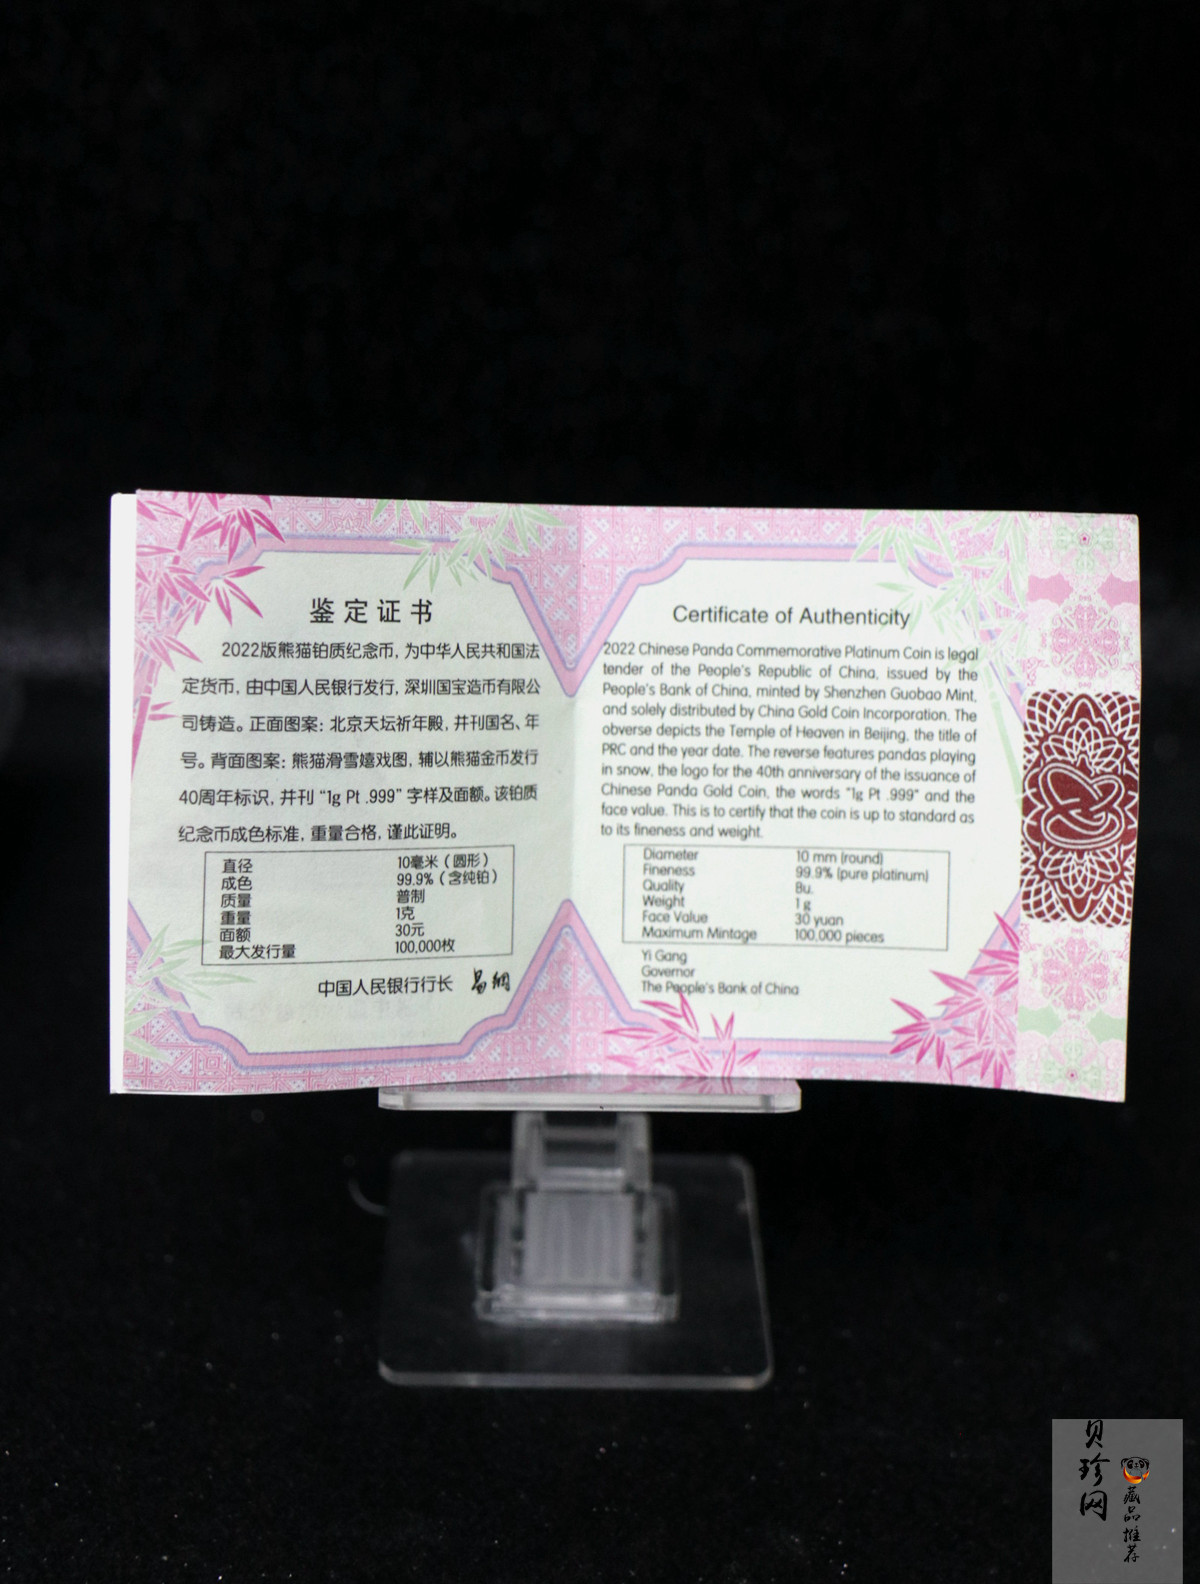 鉴定证书
2022版熊猫铂质纪念币，为中华人民共和国法
定货币，由中国人民银行发行，深圳国宝造币有限公
司铸造。正面图案：北京天坛祈年殿，并刊国名、年
号。背面图案：熊猫滑雪嬉戏图，辅以熊猫金币发行
40周年标识，并刊“1g Pt .999”字样及面额。该铂质
纪念币成色标准，重量合格，谨此证明。
直径 10毫米（圆形）
成色 99.9%（含纯铂）
质量 普制
重量 1克
面额 30元
最大发行量 100,000枚
中国人民银行行长 易纲
Certificate of Authenticity
2022 Chinese Panda Commemorative Platinum Coin is legal
tender of the People's Republic of China, issued by the
People's Bank of China, minted by Shenzhen Guobao Mint,
and solely distributed by China Gold Coin Incorporation. The
obverse depicts the Temple of Heaven in Beijing, the title of
PRC and the year date. The reverse features pandas playing
in snow, the logo for the 40th anniversary of the issuance of
Chinese Panda Gold Coin, the words "1g Pt .999" and the
face value. This is to certify that the coin is up to standard as
to its fineness and weight.
Diameter 10 mm (round)
Fineness 99.9% (pure platinum)
Quality Bu.
Weight 1 g
Face Value 30 yuan
Maximum Mintage 100,000 pieces
Yi Gang
Governor
The People's Bank of China
贝珍网
藏品推荐